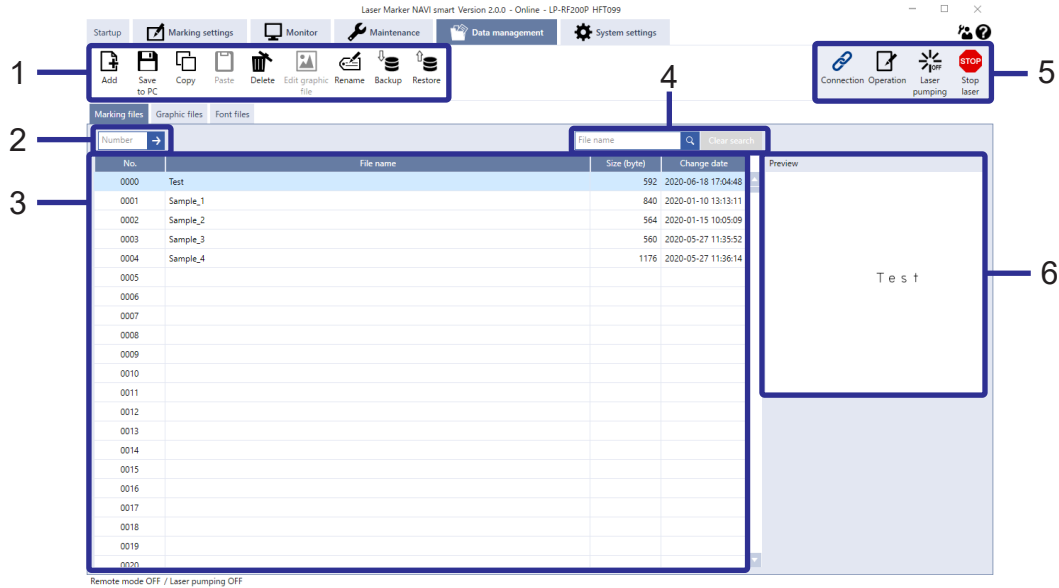 Laser Marker NAVI smart Version 2.0.0 - Online - LP-RF200P HFT099
Startup Marking settings Monitor Maintenance Data management System settings
1 Add Save to PC Copy Paste Delete Edit graphic file Rename Backup Restore
4
Connection Operation Laser pumping OFF Stop laser STOP 5
Marking files Graphic files Font files
2 Number File name Clear search
No. File name Size (byte) Change date Preview
0000 Test 592 2020-06-18 17:04:48
3 0001 Sample_1 840 2020-01-10 13:13:11
0002 Sample_2 564 2020-01-15 10:05:09
0003 Sample_3 560 2020-05-27 11:35:52
0004 Sample_4 1176 2020-05-27 11:36:14
0005 Test 6
0006
0007
0008
0009
0010
0011
0012
0013
0014
0015
0016
0017
0018
0019
0020
Remote mode OFF / Laser pumping OFF